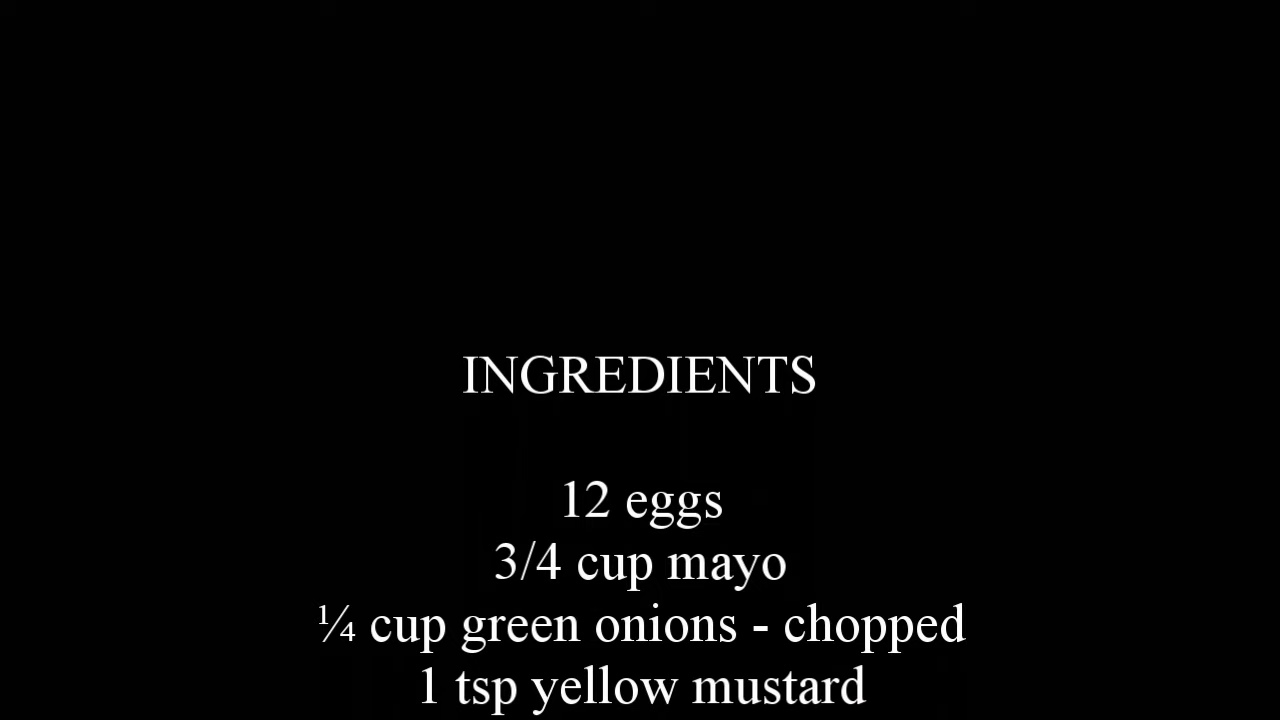 INGREDIENTS
12 eggs
3/4 cup mayo
¼ cup green onions - chopped
1 tsp yellow mustard